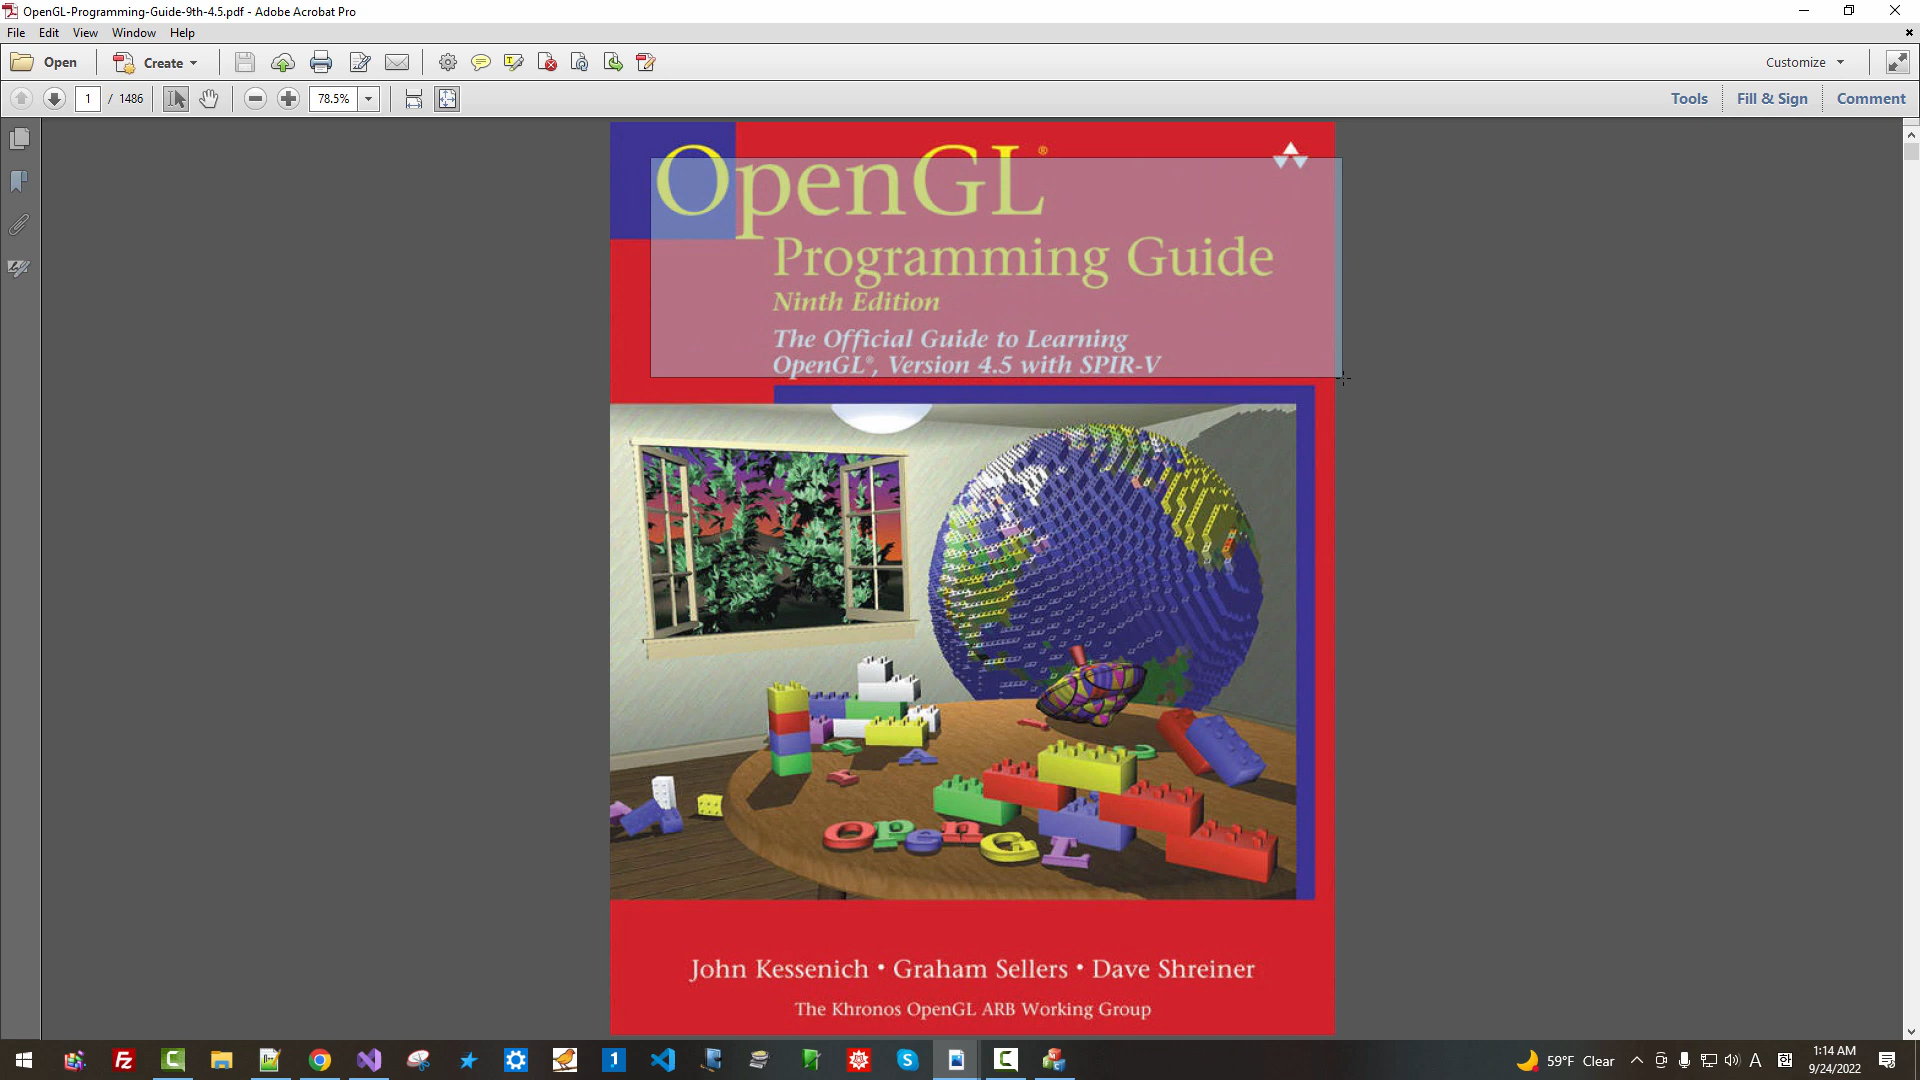 OpenGL-Programming-Guide-9th-4.5.pdf - Adobe Acrobat Pro
File Edit View Window Help
Open Create Customize
1 / 1486 78.5% Tools Fill & Sign Comment
OpenGL®
Programming Guide
Ninth Edition
The Official Guide to Learning
OpenGL®, Version 4.5 with SPIR-V
OPENGL
John Kessenich • Graham Sellers • Dave Shreiner
The Khronos OpenGL ARB Working Group
59°F Clear A 한 1:14 AM
9/24/2022